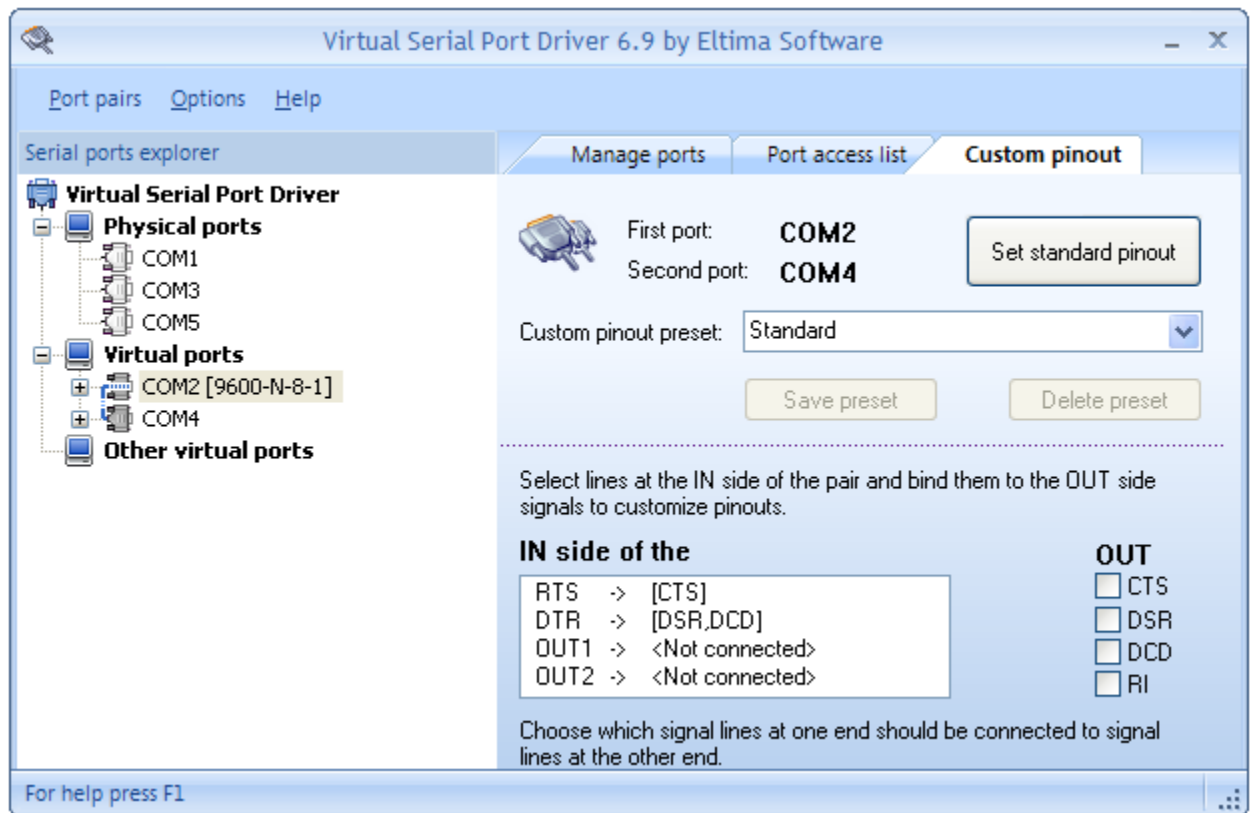 Virtual Serial Port Driver 6.9 by Eltima Software
Port pairs Options Help
Serial ports explorer
Virtual Serial Port Driver
Physical ports
COM1
COM3
COM5
Virtual ports
COM2 [9600-N-8-1]
COM4
Other virtual ports
Manage ports Port access list Custom pinout
First port: COM2
Second port: COM4
Set standard pinout
Custom pinout preset: Standard
Save preset Delete preset
Select lines at the IN side of the pair and bind them to the OUT side
signals to customize pinouts.
IN side of the
RTS -> [CTS]
DTR -> [DSR,DCD]
OUT1 -> <Not connected>
OUT2 -> <Not connected>
OUT
CTS
DSR
DCD
RI
Choose which signal lines at one end should be connected to signal
lines at the other end.
For help press F1